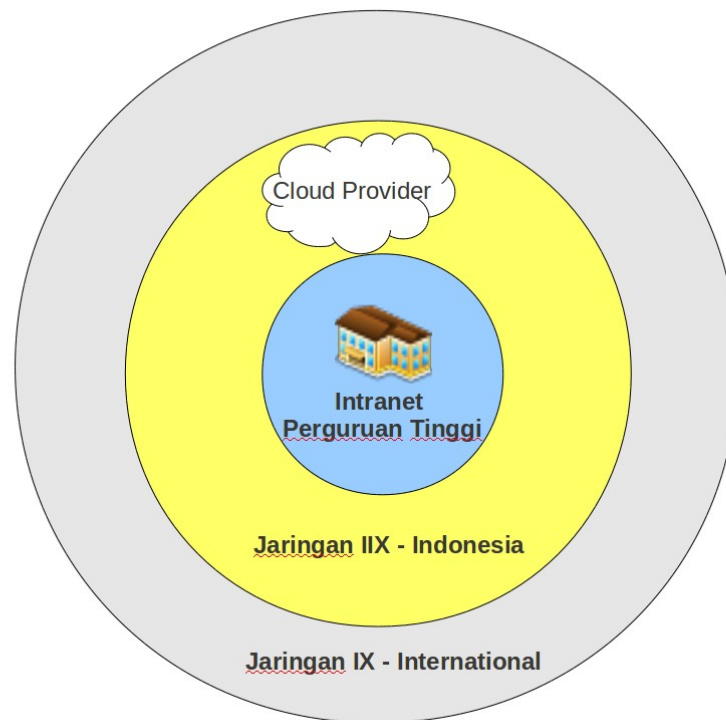 Cloud Provider
Intranet
Perguruan Tinggi
Jaringan IIX - Indonesia
Jaringan IX - International